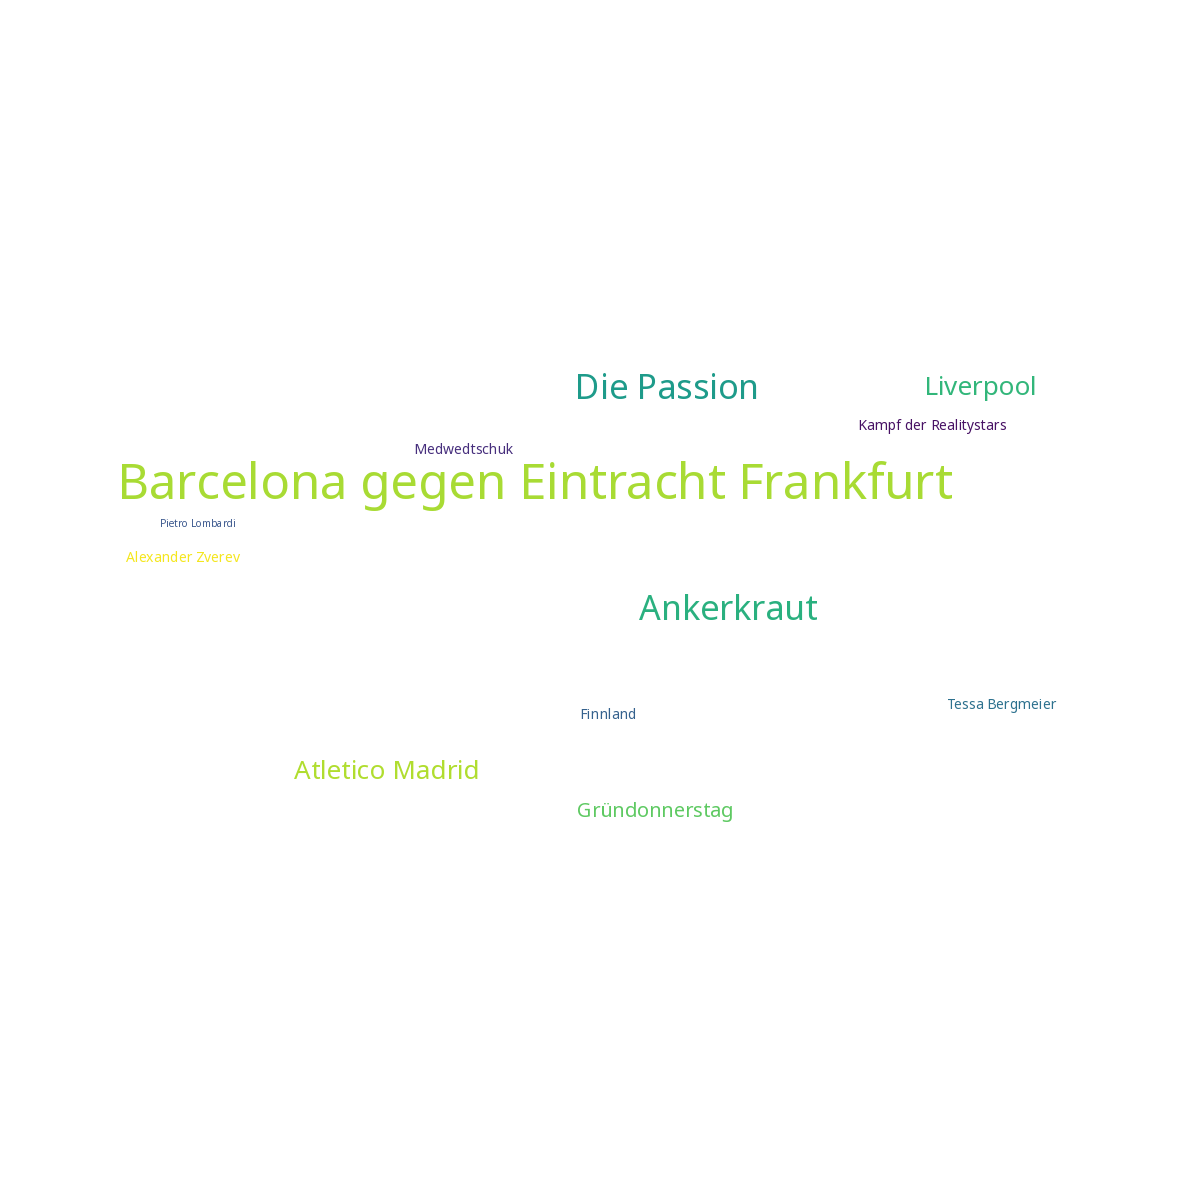 Die Passion
Liverpool
Kampf der Realitystars
Medwedtschuk
Barcelona gegen Eintracht Frankfurt
Pietro Lombardi
Alexander Zverev
Ankerkraut
Tessa Bergmeier
Finnland
Atletico Madrid
Gründonnerstag